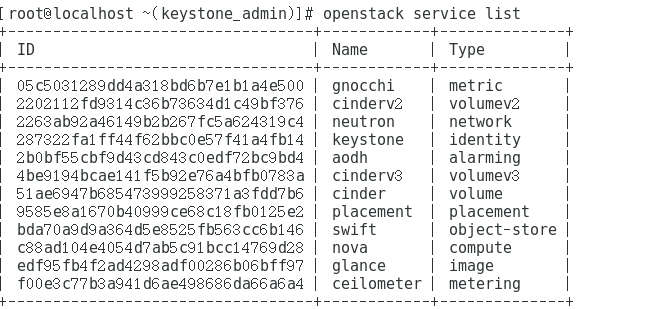 [root@localhost ~(keystone_admin)]# openstack service list
+----------------------------------+------------+--------------+
| ID                               | Name       | Type         |
+----------------------------------+------------+--------------+
| 05c5031289dd4a318bd6b7e1b1a4e500 | gnocchi    | metric       |
| 2202112fd9314c36b73634d1c49bf376 | cinderv2   | volumev2     |
| 2263ab92a46149b2b267fc5a624319c4 | neutron    | network      |
| 287322fa1ff44f62bbc0e57f41a4fb14 | keystone   | identity     |
| 2b0bf55cbf9d43cd843c0edf72bc9bd4 | aodh       | alarming     |
| 4be9194bcae141f5b92e76a4bfb0783a | cinderv3   | volumev3     |
| 51ae6947b685473999258371a3fdd7b6 | cinder     | volume       |
| 9585e8a1670b40999ce68c18fb0125e2 | placement  | placement    |
| bda70a9d9a364d5e8525fb563cc6b146 | swift      | object-store |
| c88ad104e4054d7ab5c91bcc14769d28 | nova       | compute      |
| edf95fb4f2ad4298adf00286b06bff97 | glance     | image        |
| f00e3c77b3a941d6ae498686da66a6a4 | ceilometer | metering     |
+----------------------------------+------------+--------------+